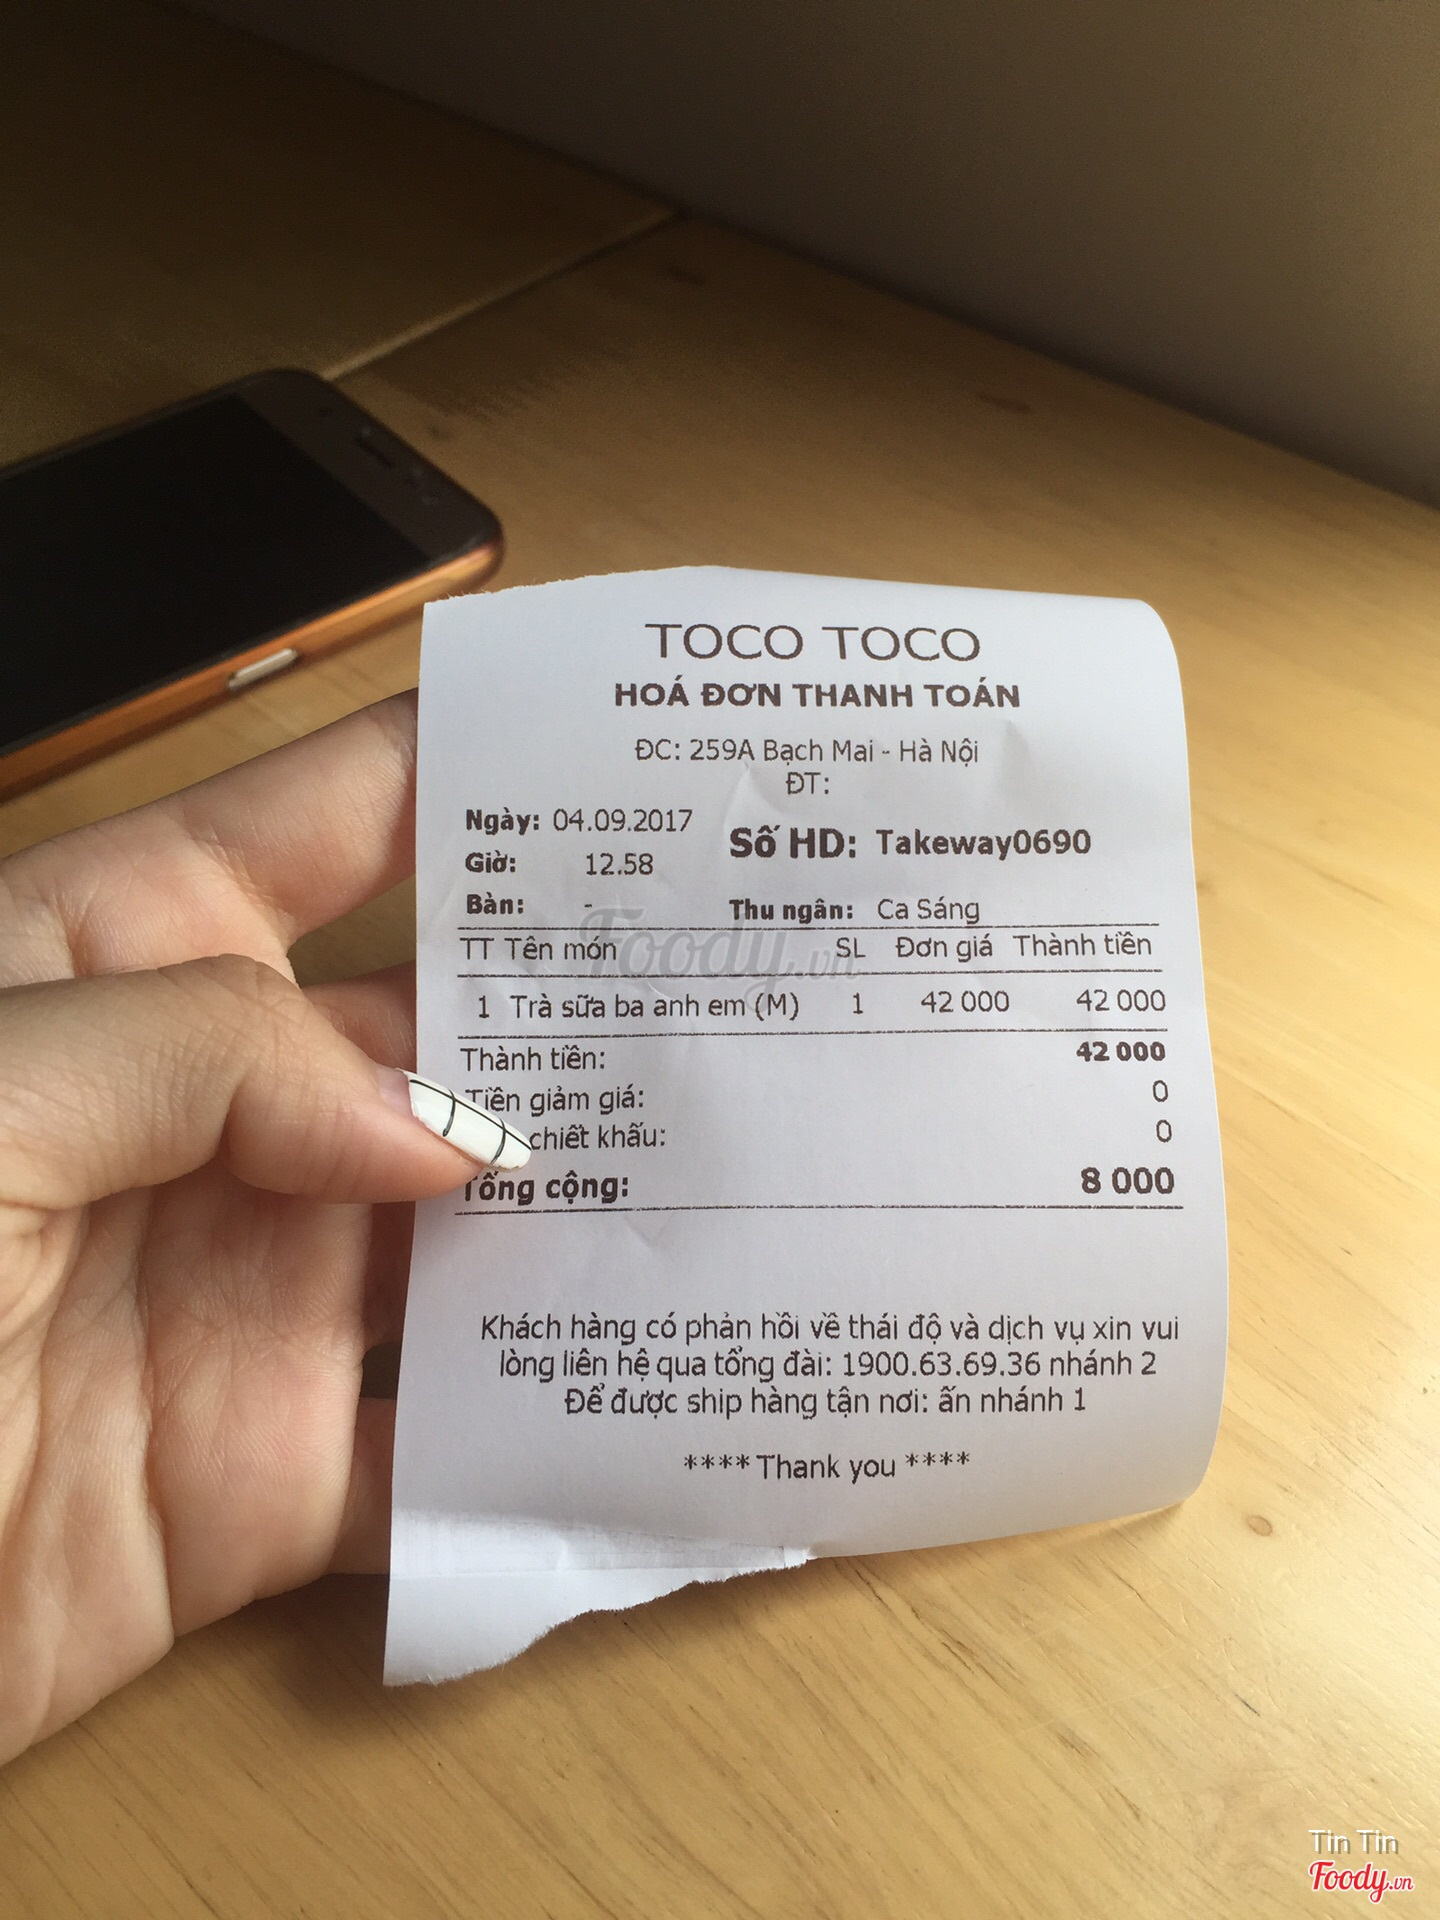 TOCO TOCO
HOÁ ĐƠN THANH TOÁN
ĐC: 259A Bạch Mai - Hà Nội
ĐT:
Ngày: 04.09.2017
Số HD: Takeway0690
Giờ: 12.58
Bàn: -
Thu ngân: Ca Sáng
TT Tên món SL Đơn giá Thành tiền
1 Trà sữa ba anh em (M) 1 42 000 42 000
Thành tiền: 42 000
Tiền giảm giá: 0
chiết khấu: 0
Tổng cộng: 8 000
Khách hàng có phản hồi về thái độ và dịch vụ xin vui
lòng liên hệ qua tổng đài: 1900.63.69.36 nhánh 2
Để được ship hàng tận nơi: ấn nhánh 1
**** Thank you ****
Foody.vn
Tin Tin
Foody.vn